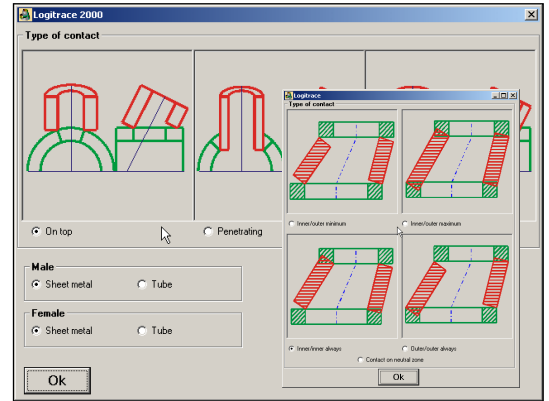 Logitrace 2000
Type of contact
On top
Penetrating
Male
Sheet metal
Tube
Female
Sheet metal
Tube
Ok
Logitrace
Type of contact
Inner/outer minimum
Inner/outer maximum
Inner/inner always
Outer/outer always
Contact on neutral zone
Ok